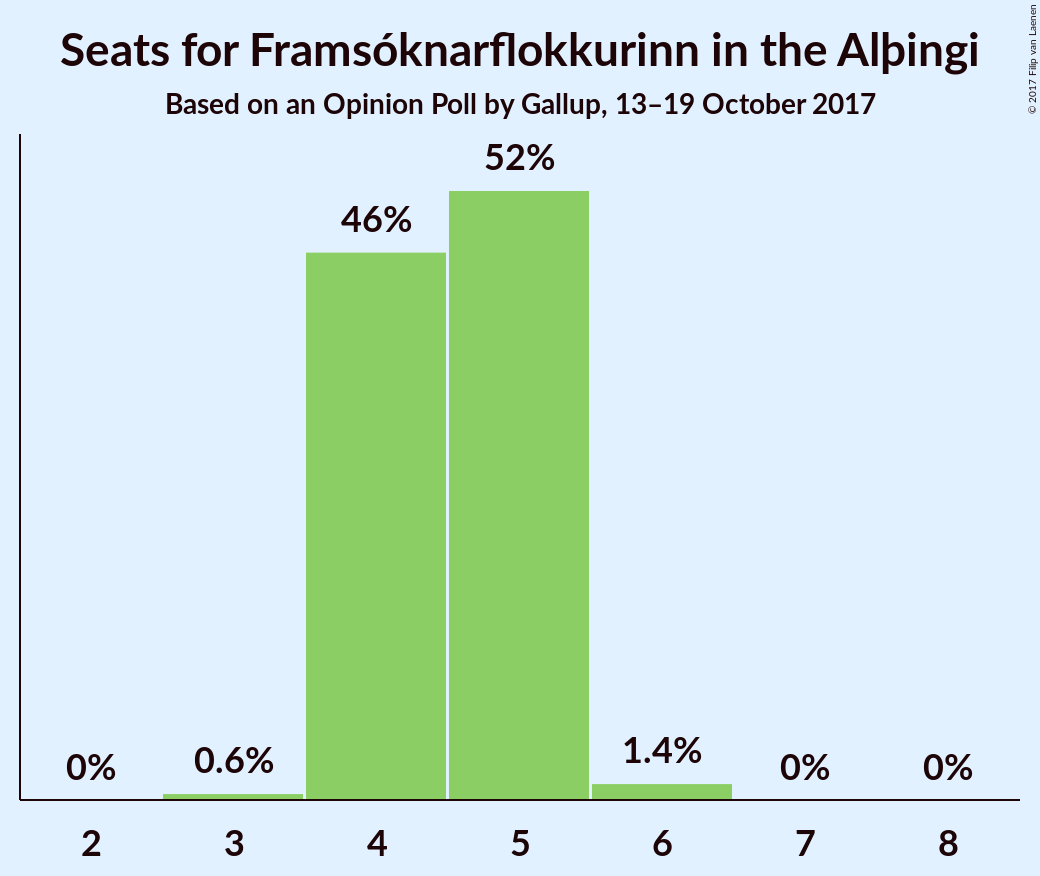 Seats for Framsóknarflokkurinn in the Alþingi
Based on an Opinion Poll by Gallup, 13–19 October 2017
© 2017 Filip van Laenen
52%
46%
1.4%
0.6%
0%
0%
0%
2 3 4 5 6 7 8